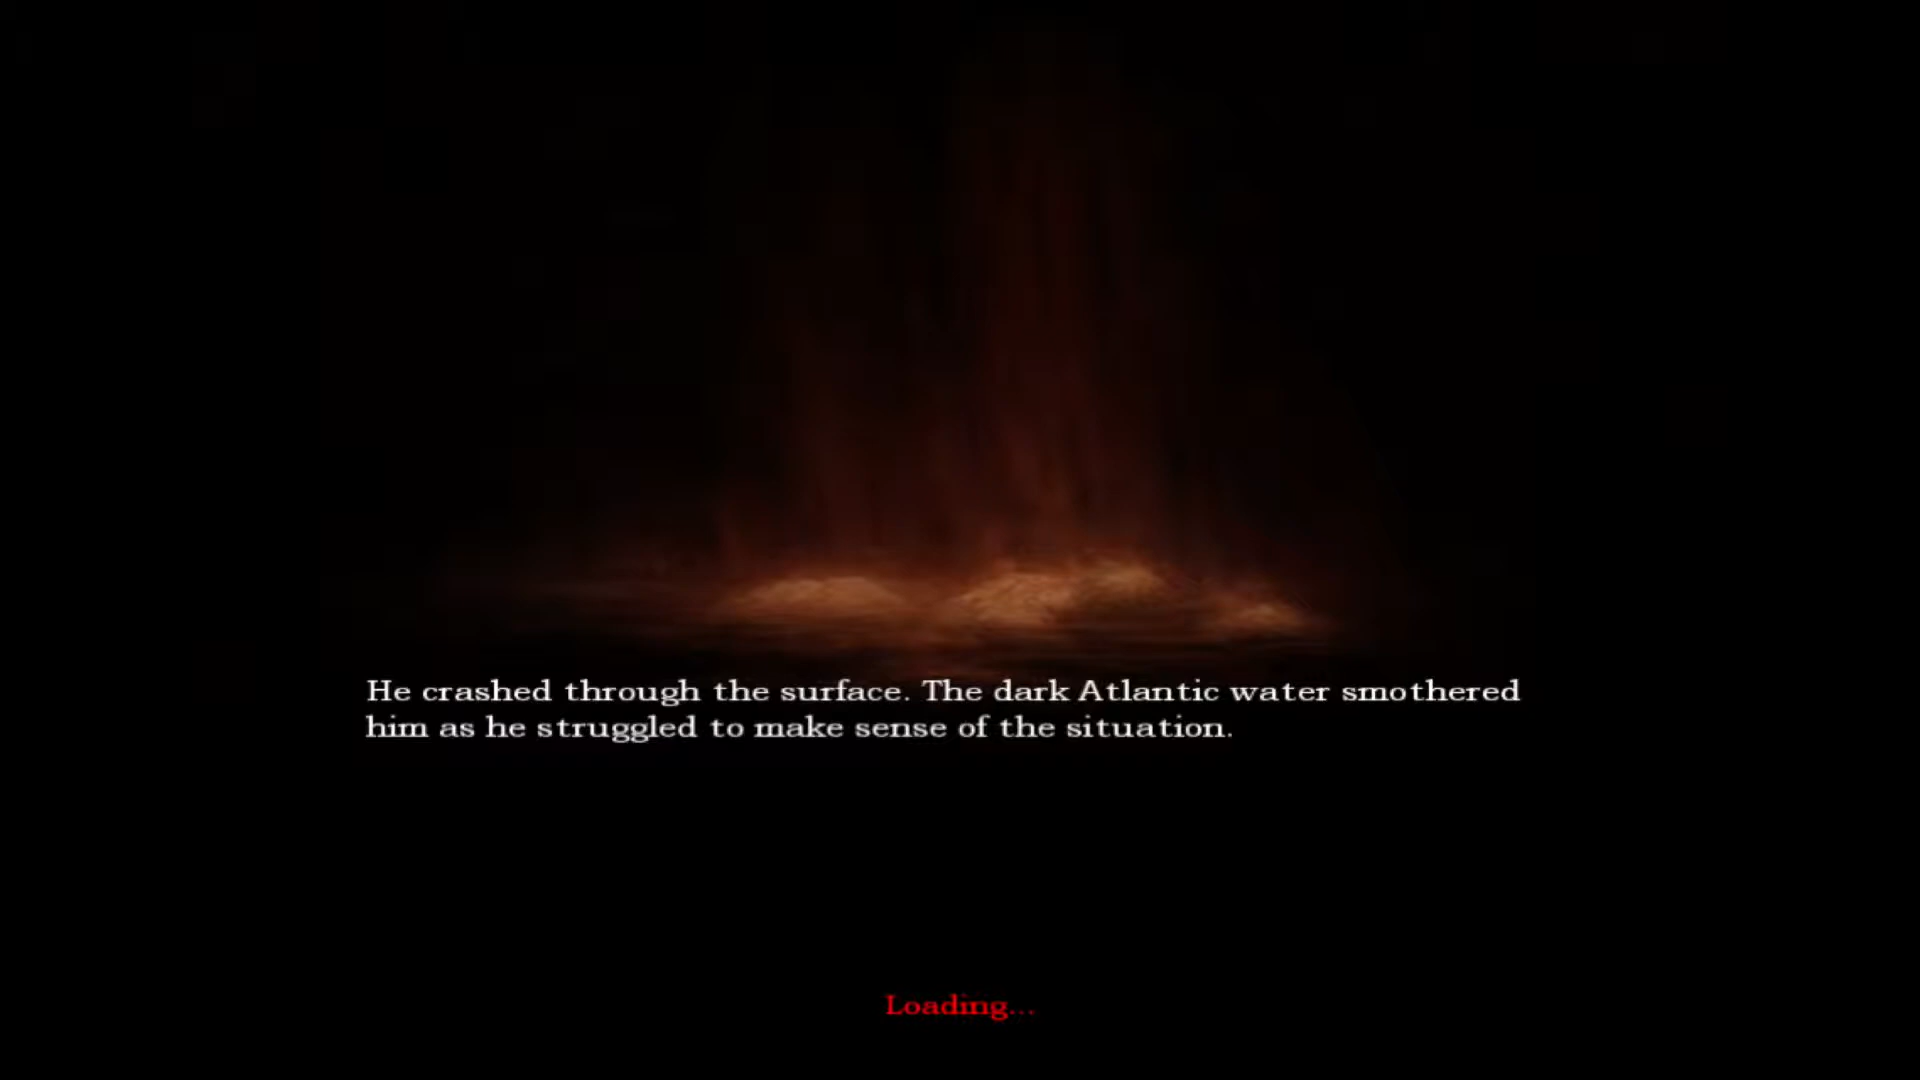 He crashed through the surface. The dark Atlantic water smothered
him as he struggled to make sense of the situation.
Loading...